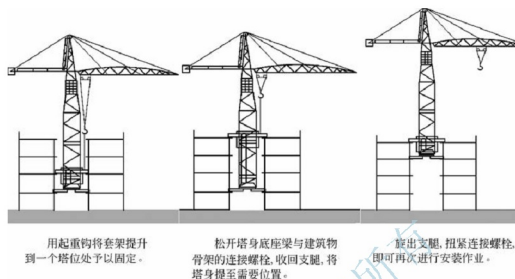 用起重钩将套架提升
到一个塔位处予以固定。
松开塔身底座梁与建筑物
骨架的连接螺栓,收回支腿,将
塔身提至需要位置。
旋出支腿,扭紧连接螺栓,
即可再次进行安装作业。
所有